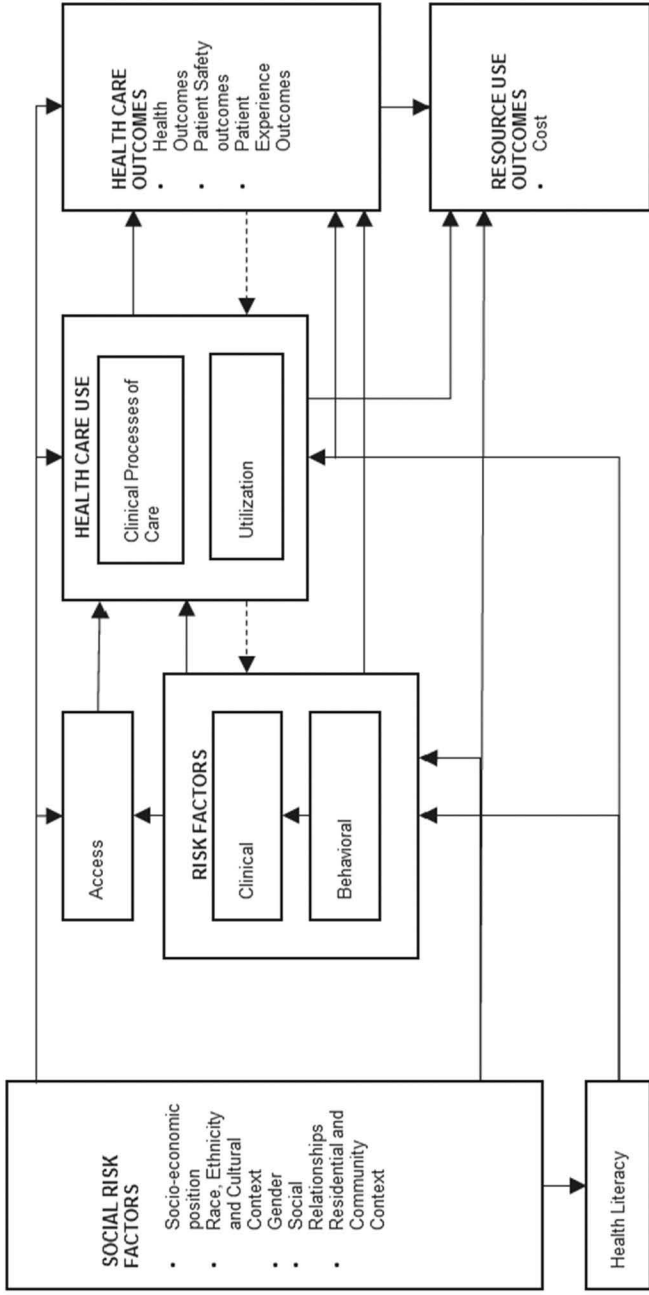 SOCIAL RISK
FACTORS
• Socio-economic
position
• Race, Ethnicity
and Cultural
Context
• Gender
• Social
Relationships
• Residential and
Community
Context
Health Literacy
Access
RISK FACTORS
Clinical
Behavioral
HEALTH CARE USE
Clinical Processes of
Care
Utilization
HEALTH CARE
OUTCOMES
• Health
Outcomes
• Patient Safety
outcomes
• Patient
Experience
Outcomes
RESOURCE USE
OUTCOMES
• Cost